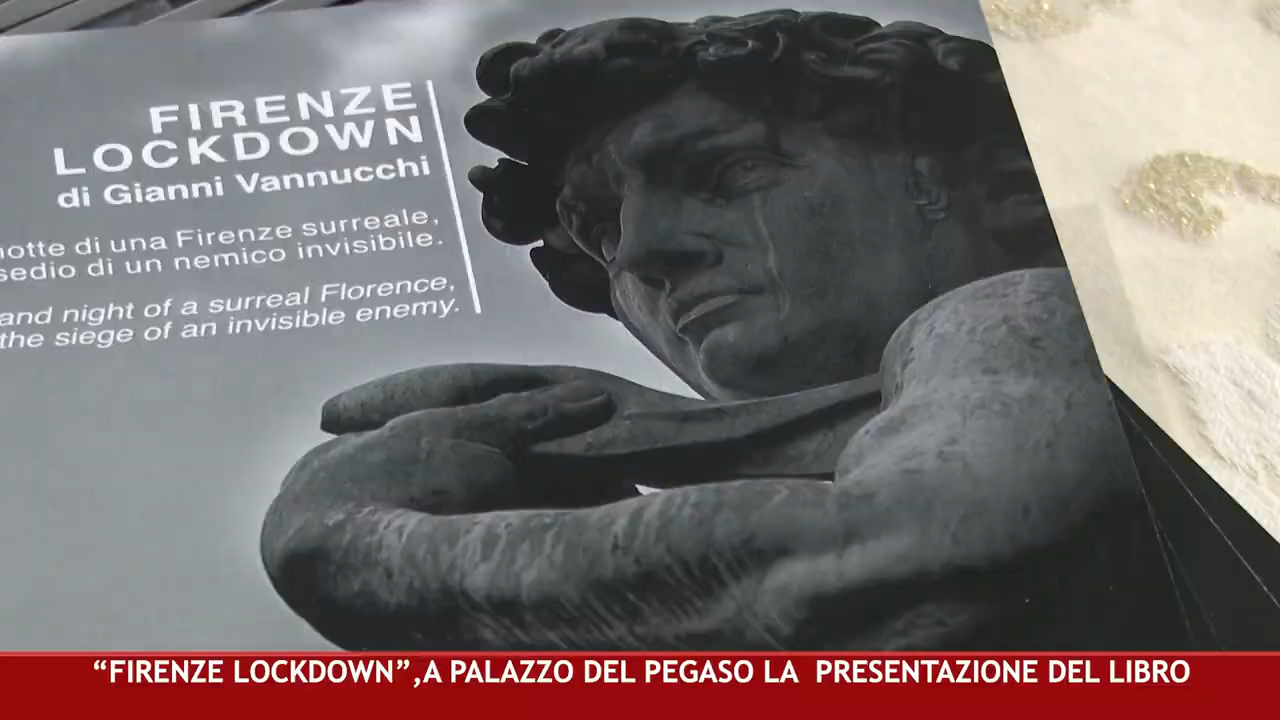 FIRENZE
LOCKDOWN
di Gianni Vannucchi
notte di una Firenze surreale,
sedio di un nemico invisibile.
and night of a surreal Florence,
the siege of an invisible enemy.
“FIRENZE LOCKDOWN”,A PALAZZO DEL PEGASO LA  PRESENTAZIONE DEL LIBRO